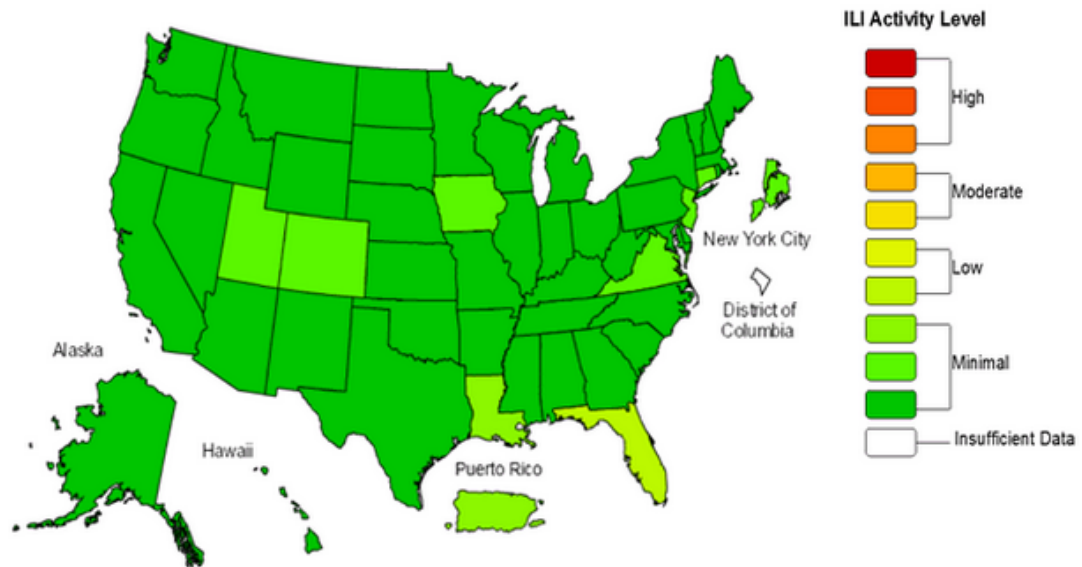 ILI Activity Level
High
Moderate
Low
Minimal
Insufficient Data
New York City
District of
Columbia
Alaska
Hawaii
Puerto Rico